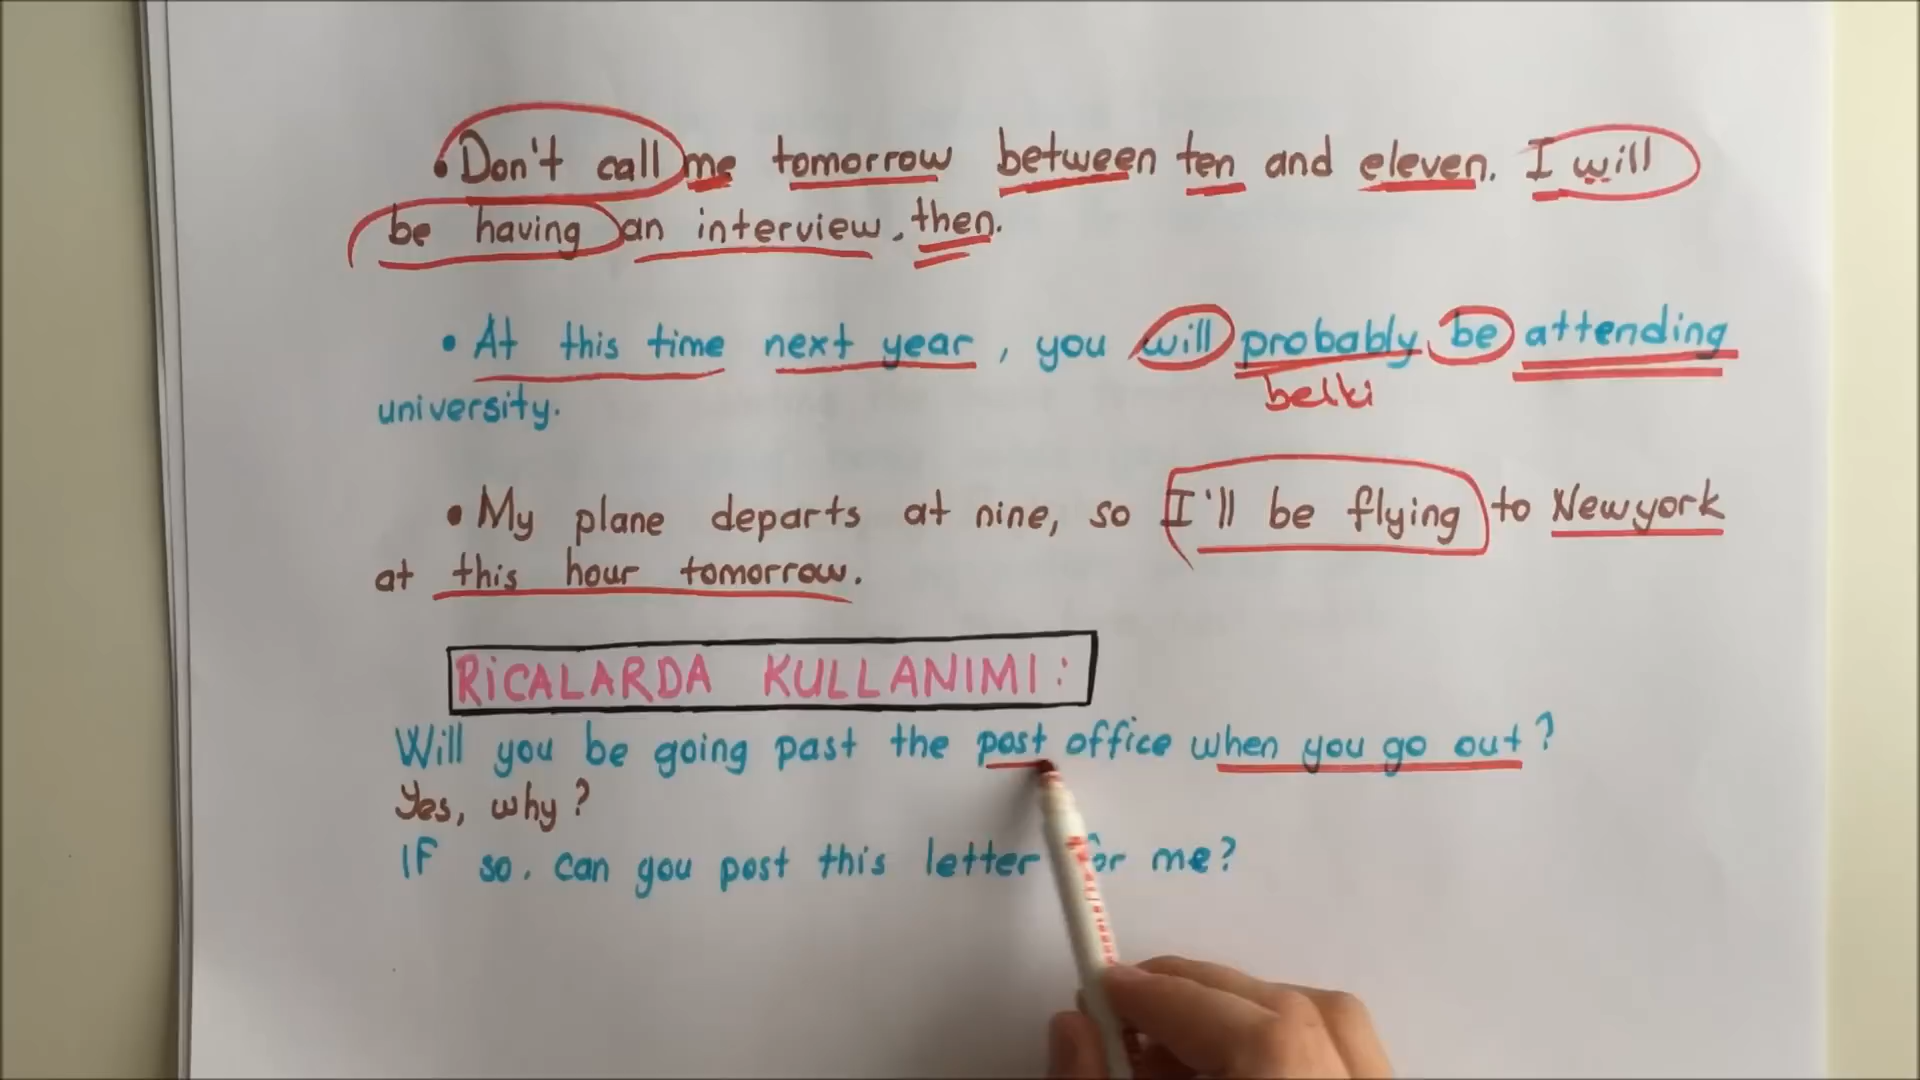 • Don't call me tomorrow between ten and eleven. I will
be having an interview, then.
• At this time next year, you will probably be attending
belki
university.
• My plane departs at nine, so I'll be flying to Newyork
at this hour tomorrow.
RiCALARDA KULLANIMI:
Will you be going past the post office when you go out?
Yes, why?
IF so, can you post this letter for me?